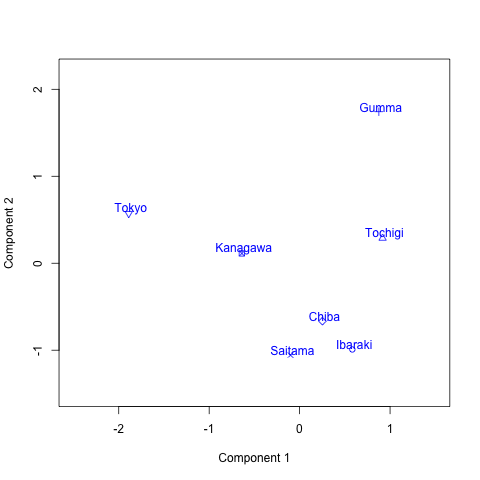 2
1
0
-1
Component 2
Gumma
Tokyo
Tochigi
Kanagawa
Chiba
Ibaraki
Saitama
-2 -1 0 1
Component 1